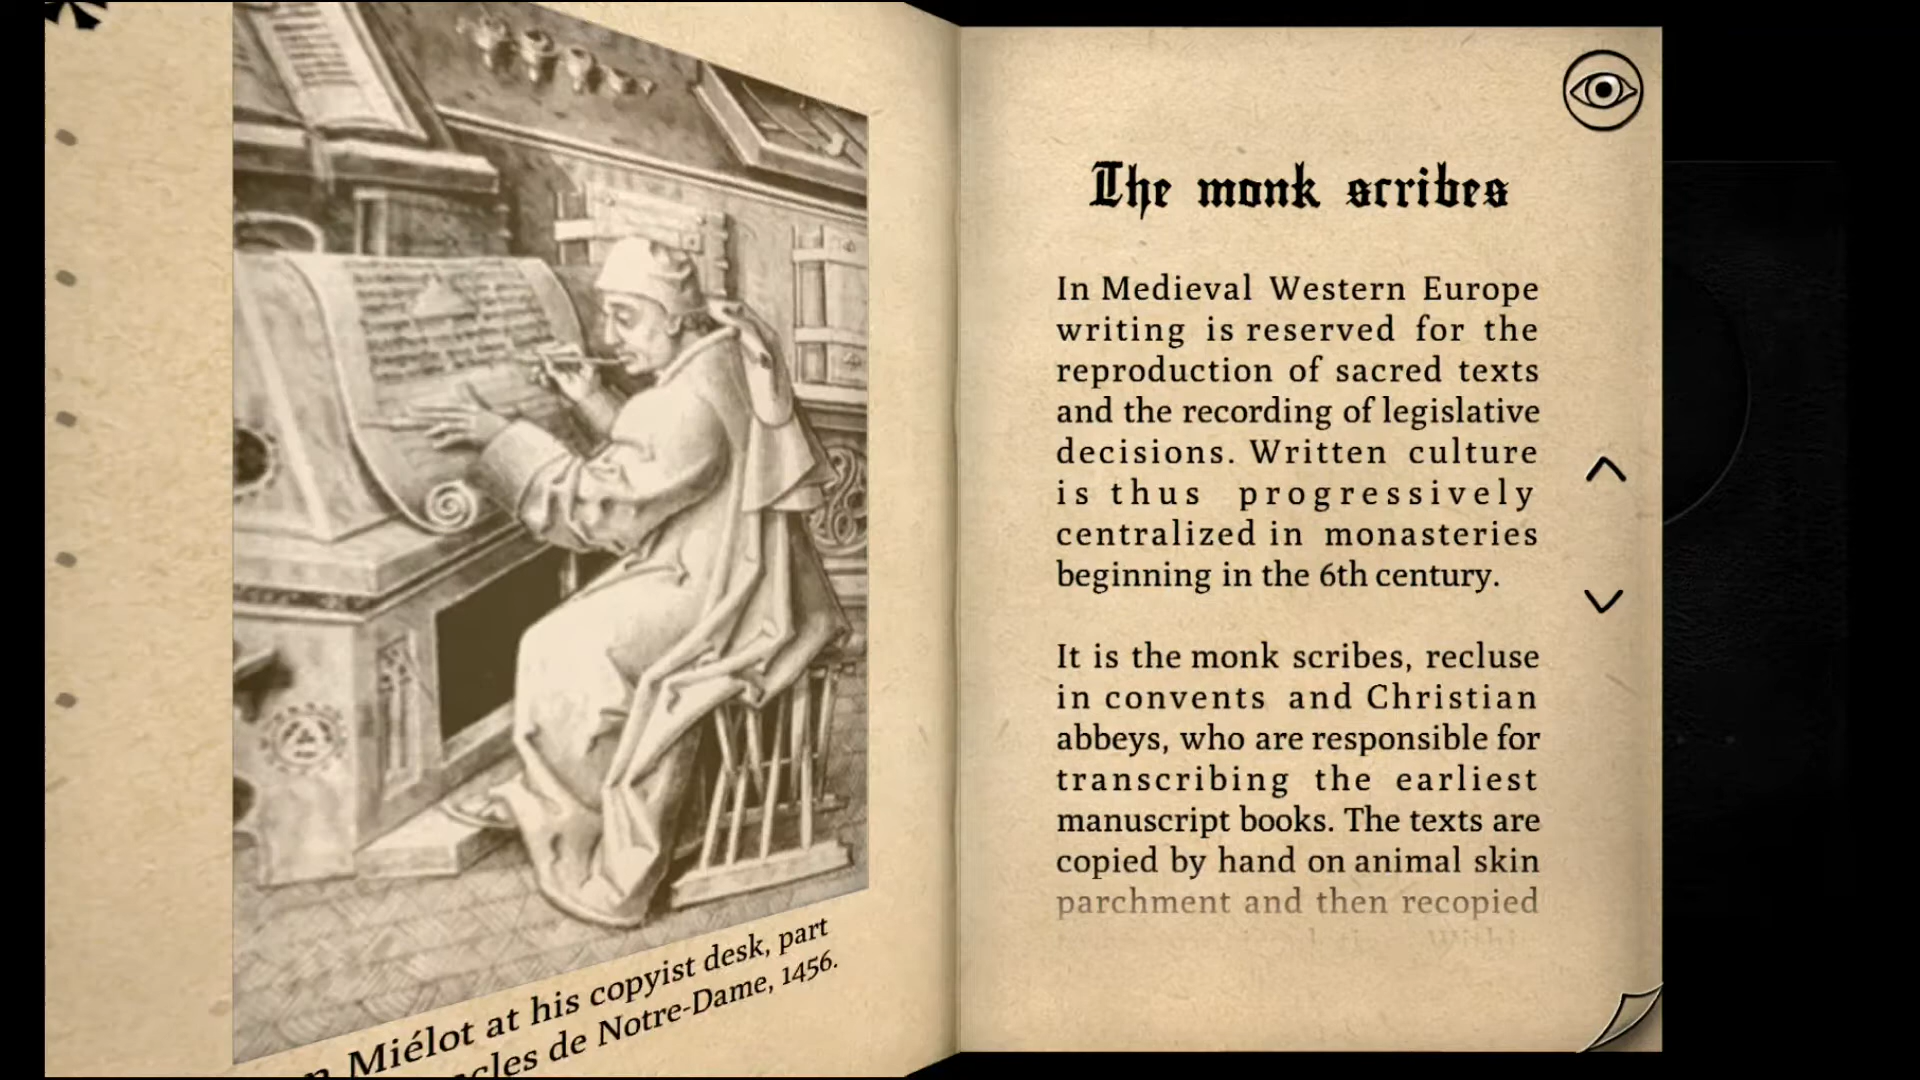 n Miélot at his copyist desk, part
cles de Notre-Dame, 1456.
The monk scribes
In Medieval Western Europe
writing is reserved for the
reproduction of sacred texts
and the recording of legislative
decisions. Written culture
is thus progressively
centralized in monasteries
beginning in the 6th century.
It is the monk scribes, recluse
in convents and Christian
abbeys, who are responsible for
transcribing the earliest
manuscript books. The texts are
copied by hand on animal skin
parchment and then recopied